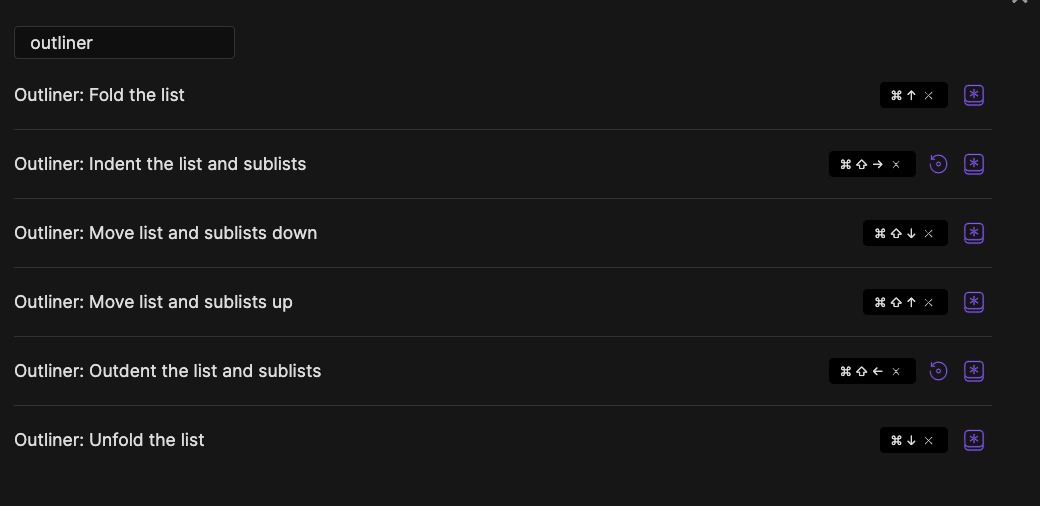 outliner
Outliner: Fold the list
⌘ ↑ ×
Outliner: Indent the list and sublists
⌘ ⇧ → ×
Outliner: Move list and sublists down
⌘ ⇧ ↓ ×
Outliner: Move list and sublists up
⌘ ⇧ ↑ ×
Outliner: Outdent the list and sublists
⌘ ⇧ ← ×
Outliner: Unfold the list
⌘ ↓ ×